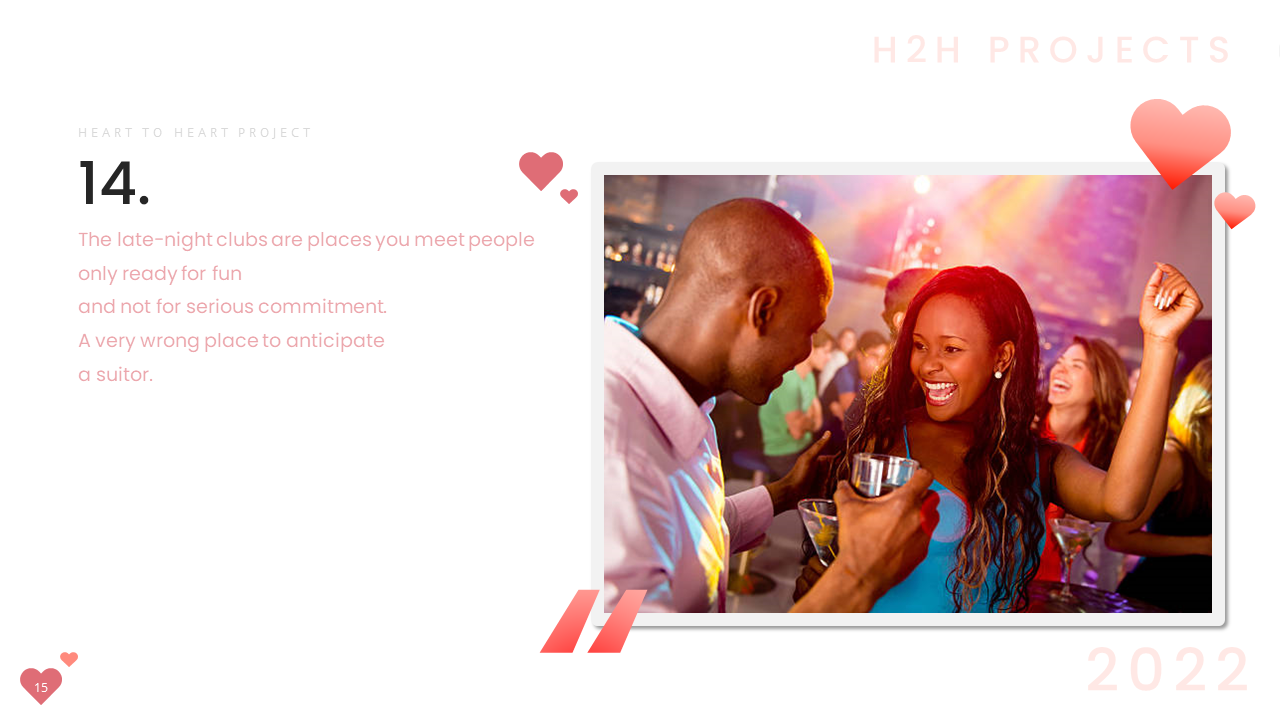 H2H PROJECTS
HEART TO HEART PROJECT
14.
The late-night clubs are places you meet people
only ready for fun
and not for serious commitment.
A very wrong place to anticipate
a suitor.
2022
15